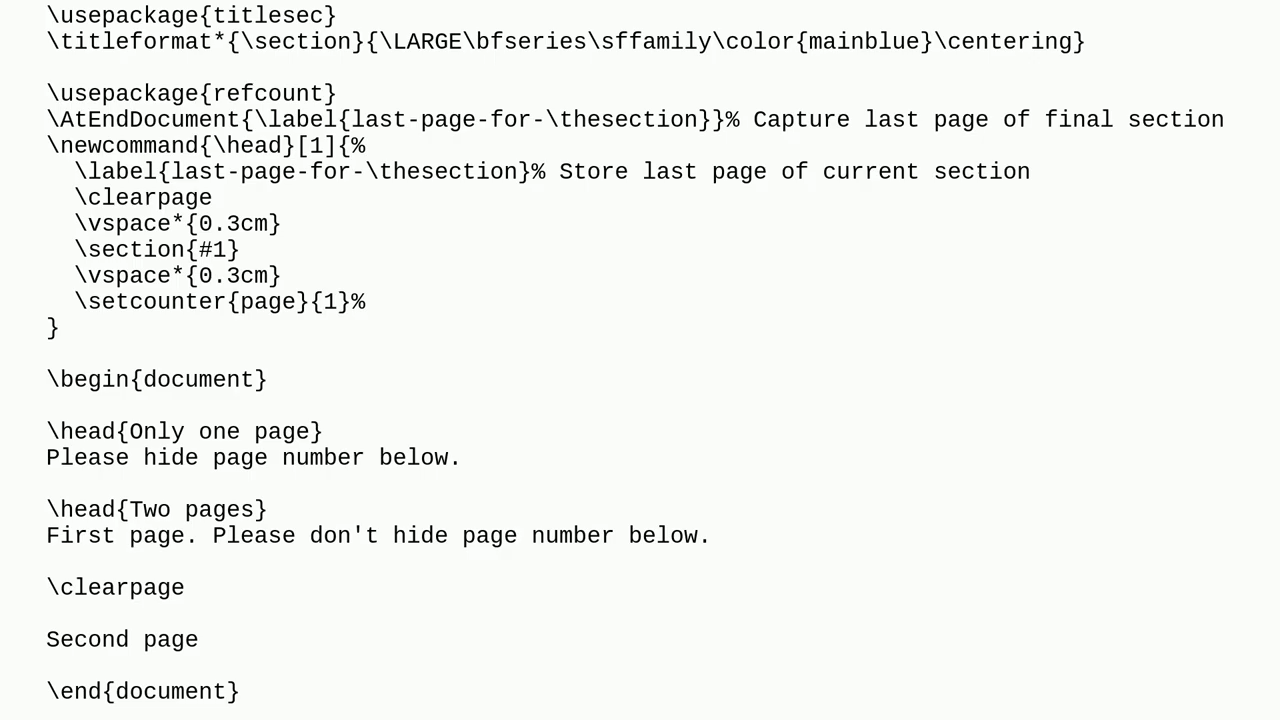 \usepackage{titlesec}
\titleformat*{\section}{\LARGE\bfseries\sffamily\color{mainblue}\centering}
\usepackage{refcount}
\AtEndDocument{\label{last-page-for-\thesection}}% Capture last page of final section
\newcommand{\head}[1]{%
  \label{last-page-for-\thesection}% Store last page of current section
  \clearpage
  \vspace*{0.3cm}
  \section{#1}
  \vspace*{0.3cm}
  \setcounter{page}{1}%
}
\begin{document}
\head{Only one page}
Please hide page number below.
\head{Two pages}
First page. Please don't hide page number below.
\clearpage
Second page
\end{document}